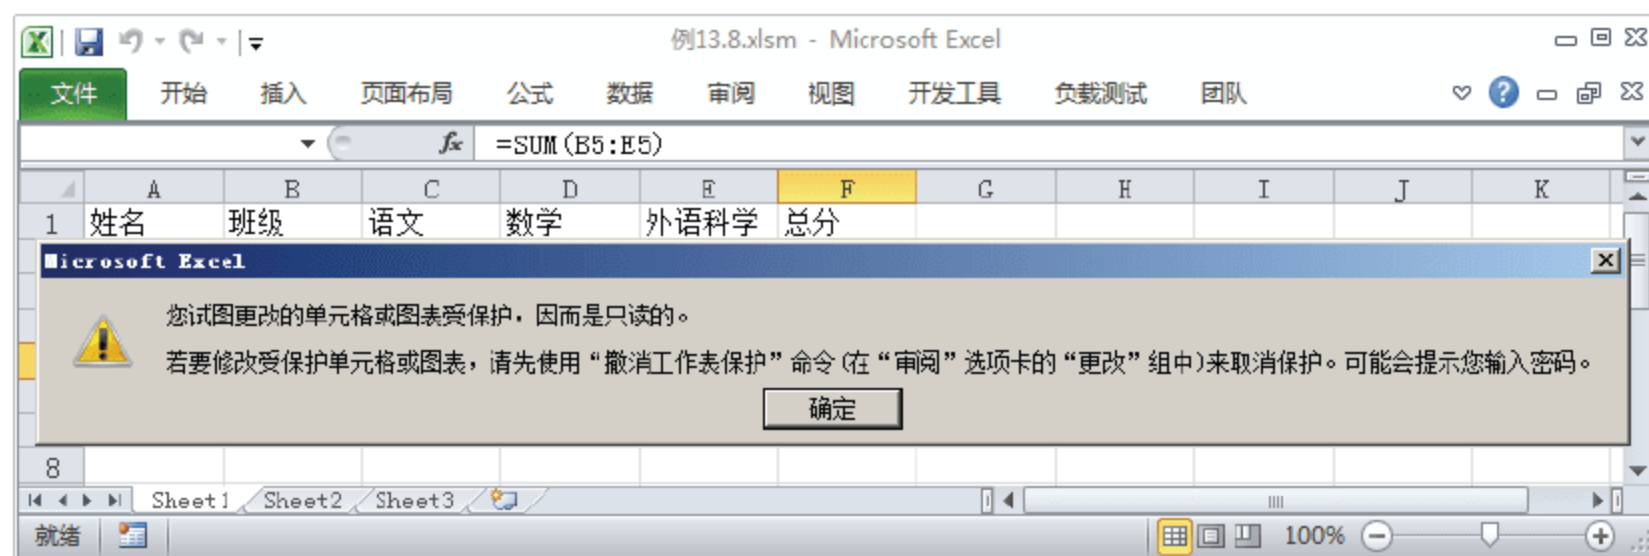 例13.8.xlsm - Microsoft Excel
文件 开始 插入 页面布局 公式 数据 审阅 视图 开发工具 负载测试 团队
fx =SUM(B5:E5)
A B C D E F G H I J K
1 姓名 班级 语文 数学 外语科学 总分
Microsoft Excel
您试图更改的单元格或图表受保护，因而是只读的。
若要修改受保护单元格或图表，请先使用“撤消工作表保护”命令(在“审阅”选项卡的“更改”组中)来取消保护。可能会提示您输入密码。
确定
8
Sheet1 Sheet2 Sheet3
就绪 100%